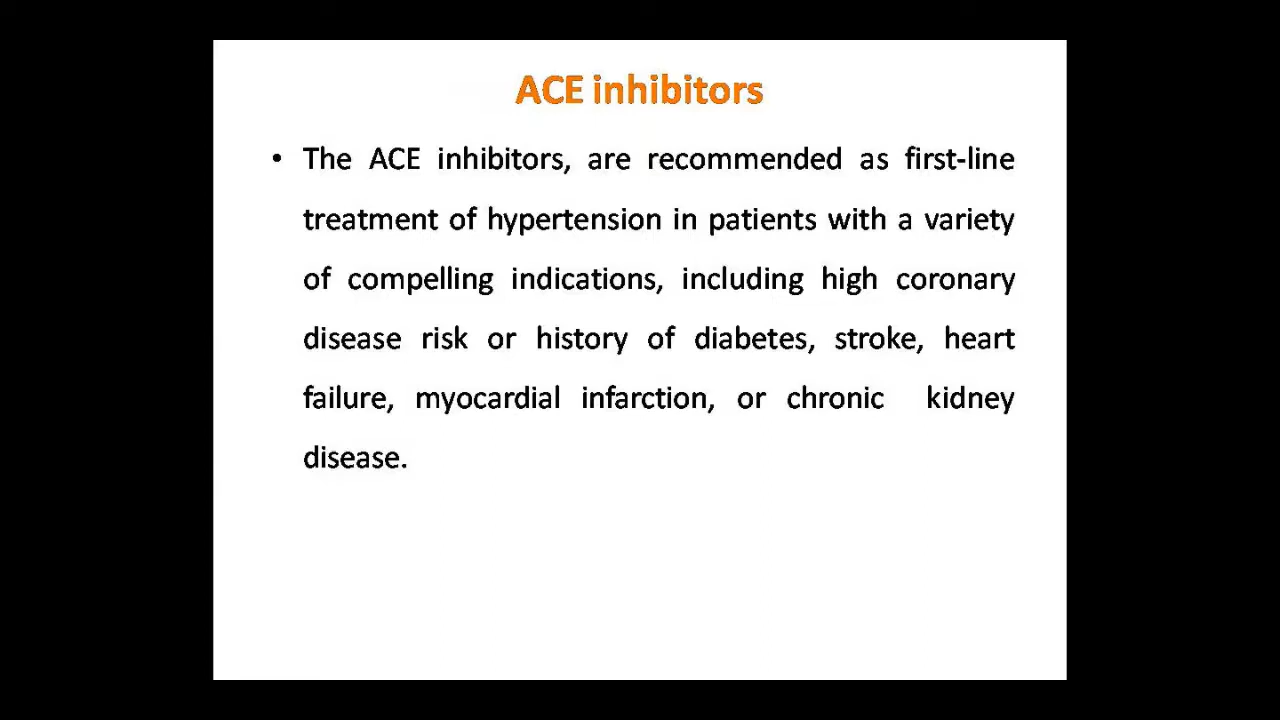 ACE inhibitors
• The ACE inhibitors, are recommended as first-line
treatment of hypertension in patients with a variety
of compelling indications, including high coronary
disease risk or history of diabetes, stroke, heart
failure, myocardial infarction, or chronic kidney
disease.